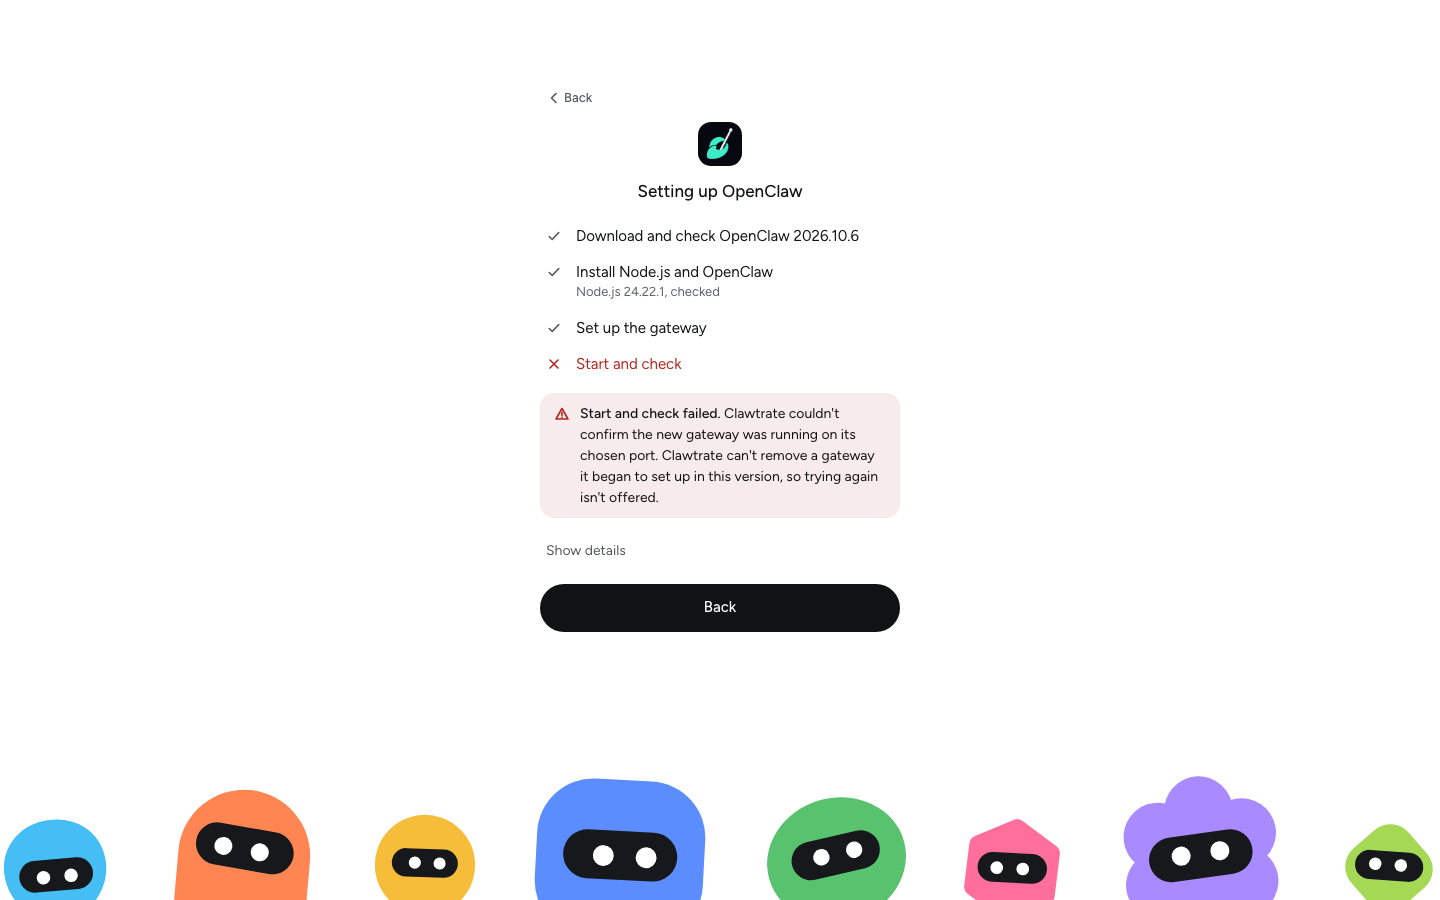 Back
Setting up OpenClaw
Download and check OpenClaw 2026.10.6
Install Node.js and OpenClaw
Node.js 24.22.1, checked
Set up the gateway
Start and check
Start and check failed. Clawtrate couldn't
confirm the new gateway was running on its
chosen port. Clawtrate can't remove a gateway
it began to set up in this version, so trying again
isn't offered.
Show details
Back